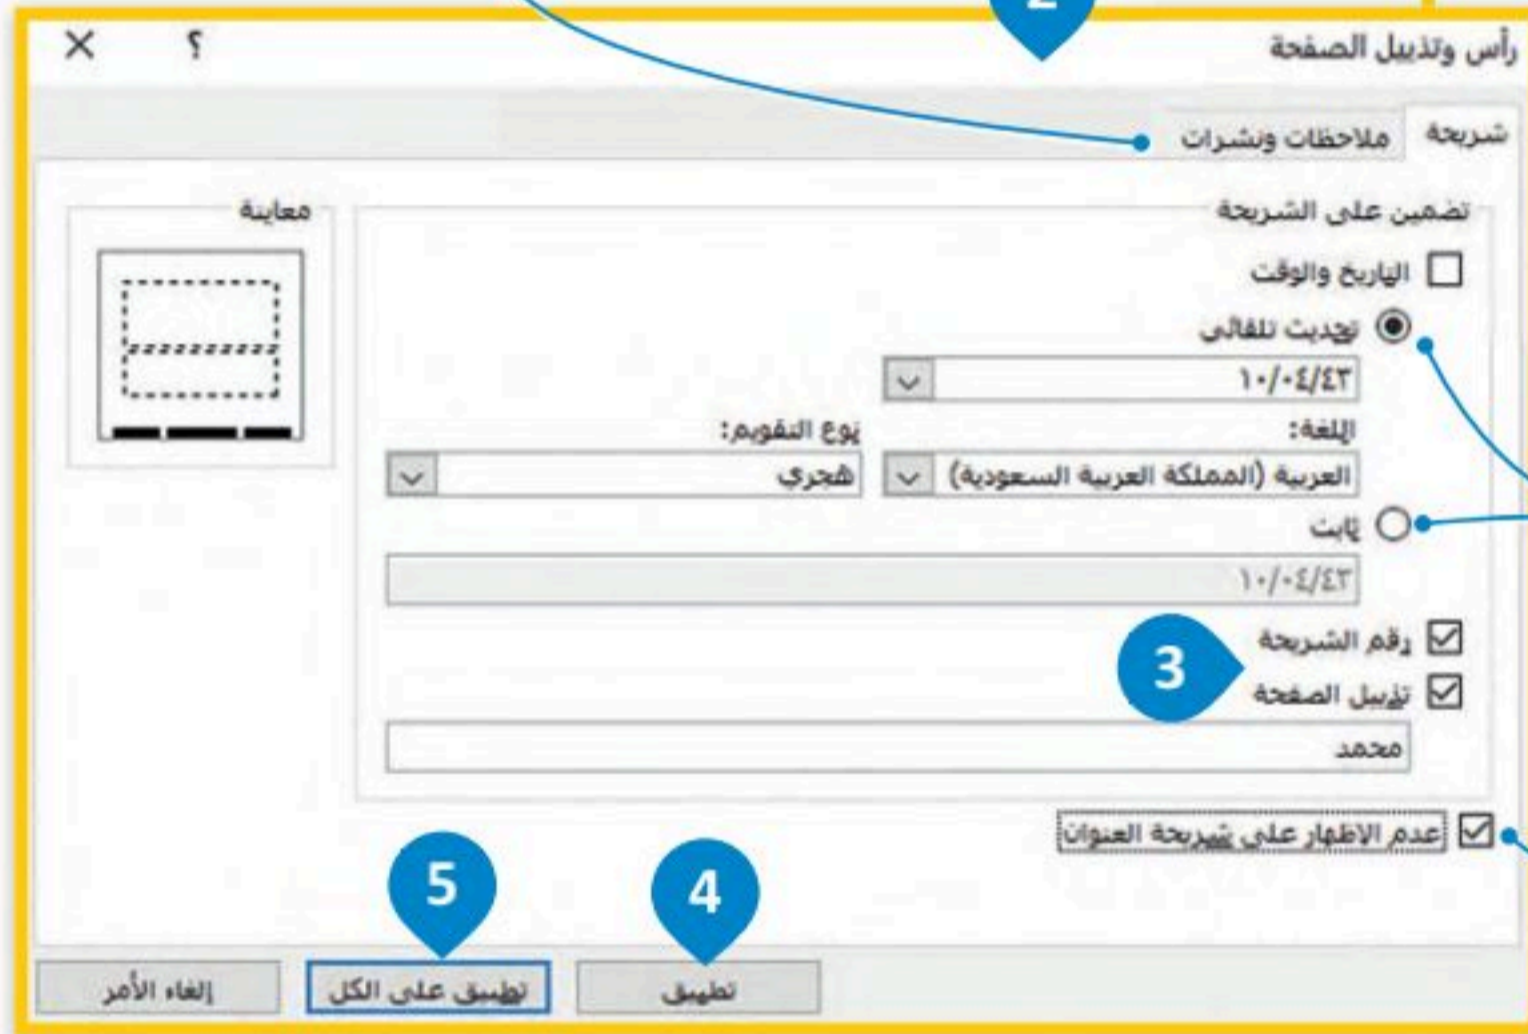 2
رأس وتذييل الصفحة
؟ ×
شريحة ملاحظات ونشرات
تضمين على الشريحة
معاينة
التاريخ والوقت
تحديث تلقائي
١٠/٠٤/٤٣
اللغة: نوع التقويم:
العربية (المملكة العربية السعودية) هجري
ثابت
١٠/٠٤/٤٣
رقم الشريحة
3
تذييل الصفحة
محمد
عدم الاظهار على شريحة العنوان
4 5
تطبيق تطبيق على الكل إلغاء الأمر